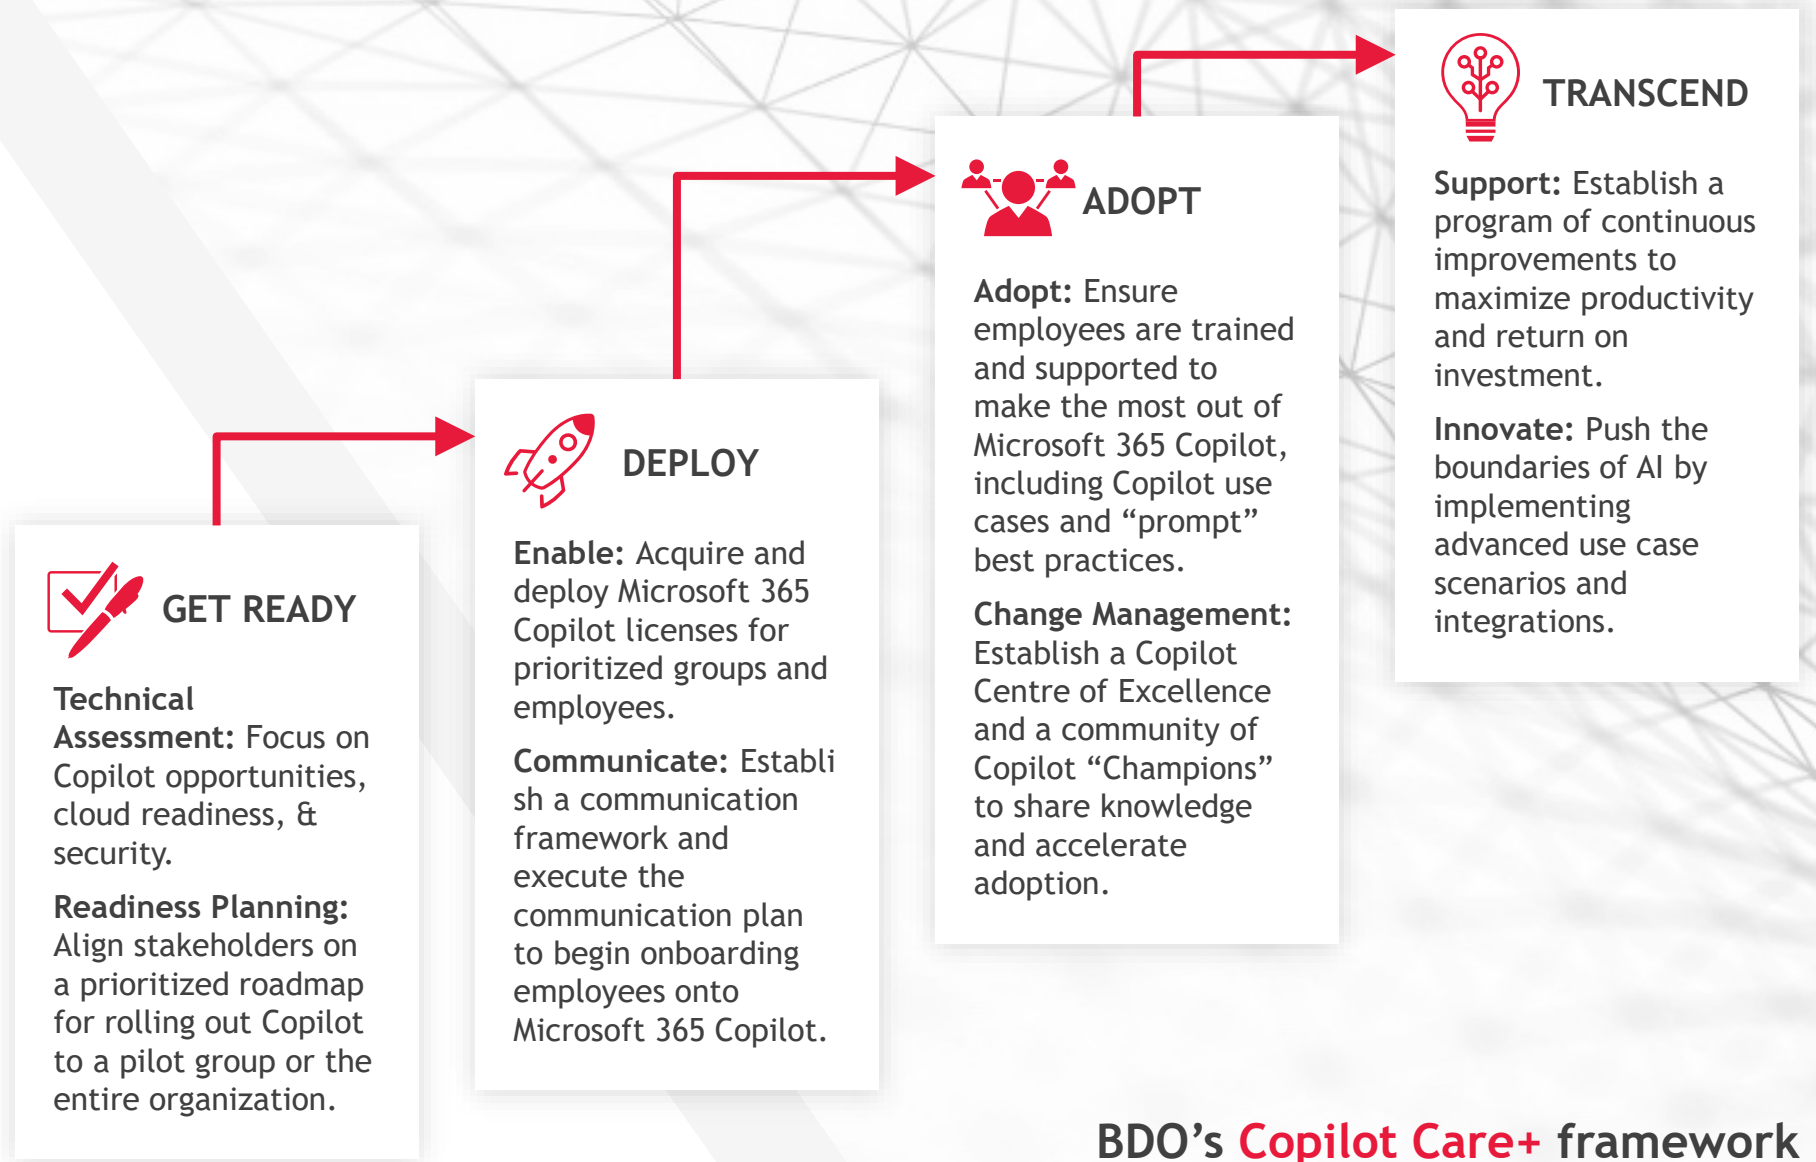 GET READY
Technical
Assessment: Focus on
Copilot opportunities,
cloud readiness, &
security.
Readiness Planning:
Align stakeholders on
a prioritized roadmap
for rolling out Copilot
to a pilot group or the
entire organization.
DEPLOY
Enable: Acquire and
deploy Microsoft 365
Copilot licenses for
prioritized groups and
employees.
Communicate: Establi
sh a communication
framework and
execute the
communication plan
to begin onboarding
employees onto
Microsoft 365 Copilot.
ADOPT
Adopt: Ensure
employees are trained
and supported to
make the most out of
Microsoft 365 Copilot,
including Copilot use
cases and “prompt”
best practices.
Change Management:
Establish a Copilot
Centre of Excellence
and a community of
Copilot “Champions”
to share knowledge
and accelerate
adoption.
TRANSCEND
Support: Establish a
program of continuous
improvements to
maximize productivity
and return on
investment.
Innovate: Push the
boundaries of AI by
implementing
advanced use case
scenarios and
integrations.
BDO’s Copilot Care+ framework